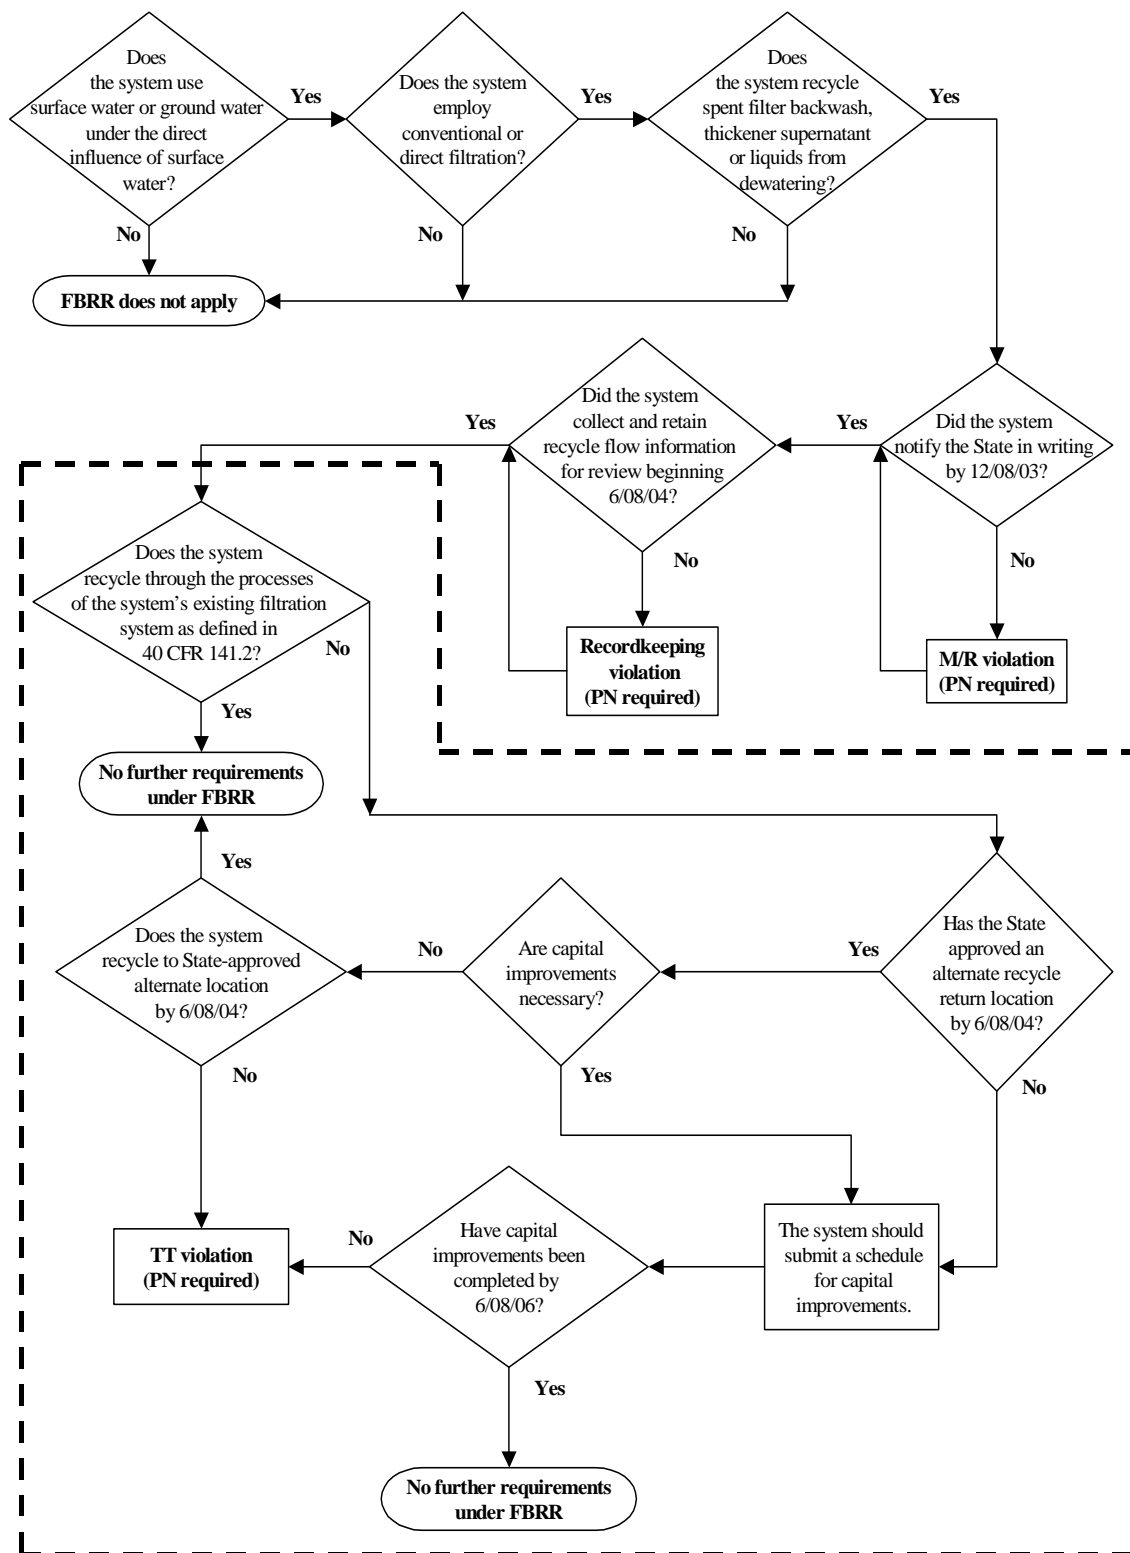 Does
the system use
surface water or ground water
under the direct
influence of surface
water?
Yes
No
Does the system
employ
conventional or
direct filtration?
Yes
No
Does
the system recycle
spent filter backwash,
thickener supernatant
or liquids from
dewatering?
Yes
No
FBRR does not apply
Did the system
notify the State in writing
by 12/08/03?
Yes
No
M/R violation
(PN required)
Did the system
collect and retain
recycle flow information
for review beginning
6/08/04?
Yes
No
Recordkeeping
violation
(PN required)
Does the system
recycle through the processes
of the system’s existing filtration
system as defined in
40 CFR 141.2?
No
Yes
No further requirements
under FBRR
Yes
Does the system
recycle to State-approved
alternate location
by 6/08/04?
No
No
Are capital
improvements
necessary?
Yes
Yes
Has the State
approved an
alternate recycle
return location
by 6/08/04?
No
TT violation
(PN required)
No
Have capital
improvements been
completed by
6/08/06?
Yes
The system should
submit a schedule
for capital
improvements.
No further requirements
under FBRR